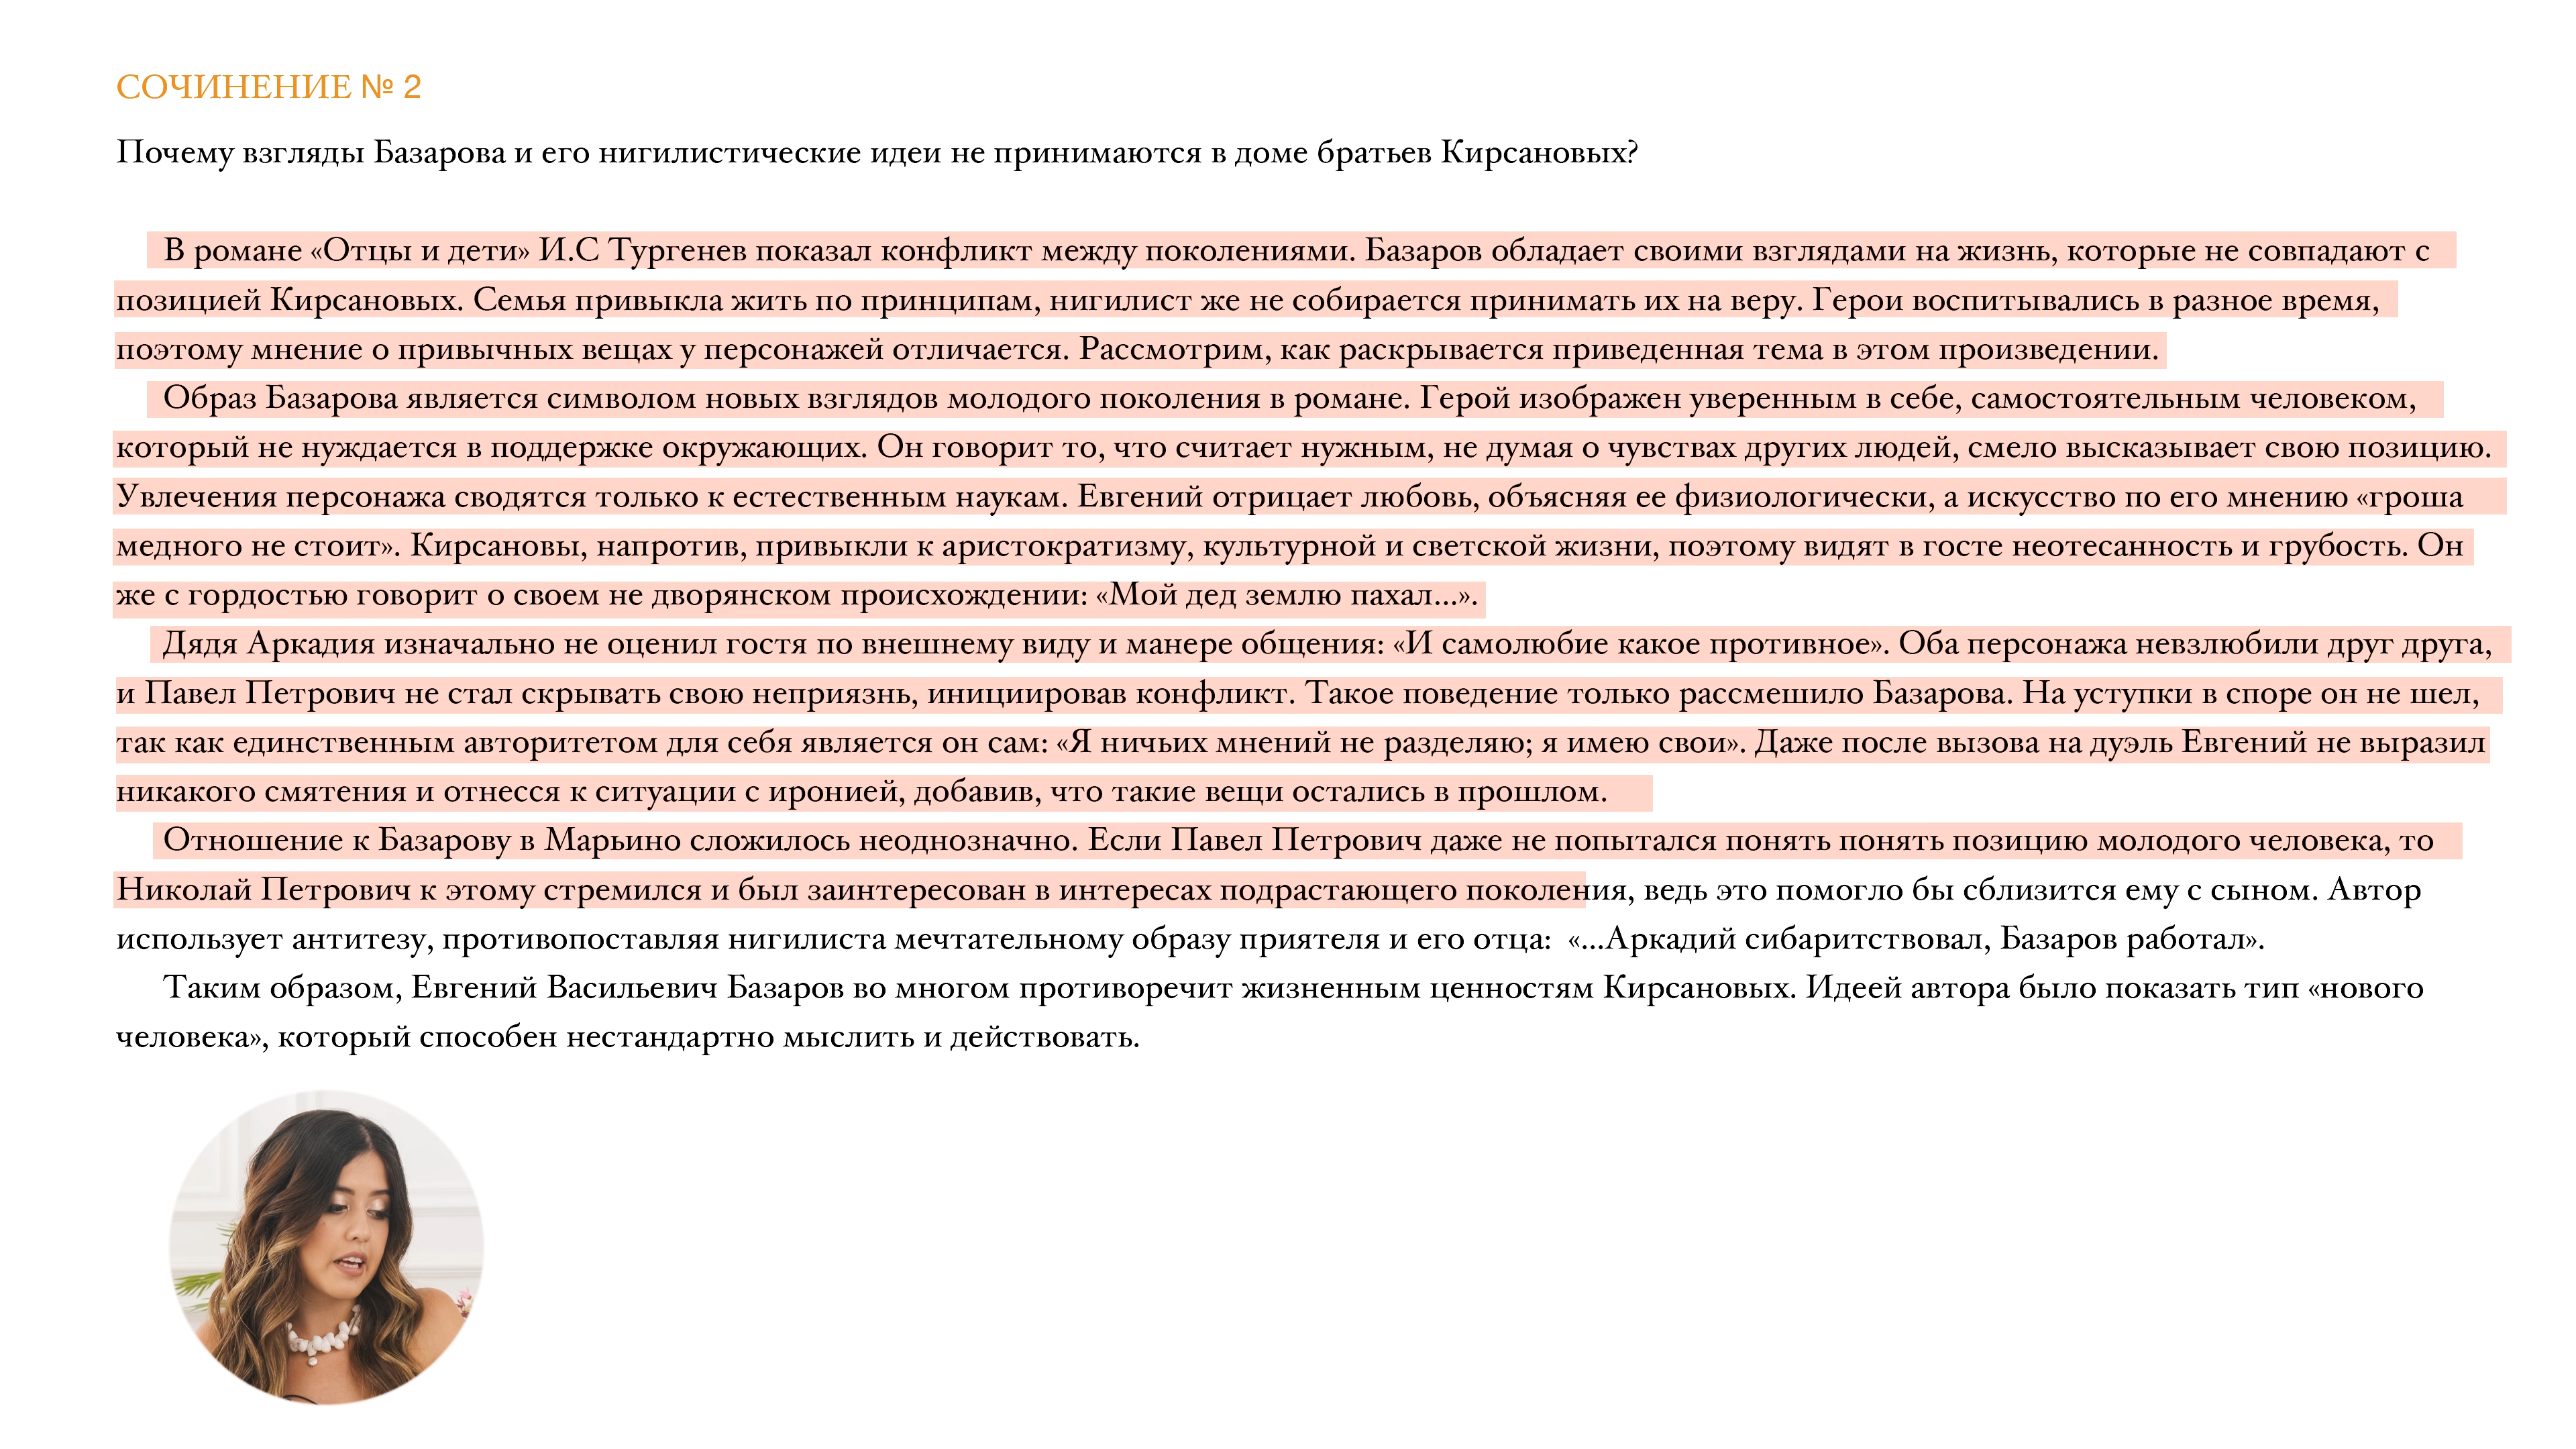 СОЧИНЕНИЕ № 2
Почему взгляды Базарова и его нигилистические идеи не принимаются в доме братьев Кирсановых?
В романе «Отцы и дети» И.С Тургенев показал конфликт между поколениями. Базаров обладает своими взглядами на жизнь, которые не совпадают с
позицией Кирсановых. Семья привыкла жить по принципам, нигилист же не собирается принимать их на веру. Герои воспитывались в разное время,
поэтому мнение о привычных вещах у персонажей отличается. Рассмотрим, как раскрывается приведенная тема в этом произведении.
Образ Базарова является символом новых взглядов молодого поколения в романе. Герой изображен уверенным в себе, самостоятельным человеком,
который не нуждается в поддержке окружающих. Он говорит то, что считает нужным, не думая о чувствах других людей, смело высказывает свою позицию.
Увлечения персонажа сводятся только к естественным наукам. Евгений отрицает любовь, объясняя ее физиологически, а искусство по его мнению «гроша
медного не стоит». Кирсановы, напротив, привыкли к аристократизму, культурной и светской жизни, поэтому видят в госте неотесанность и грубость. Он
же с гордостью говорит о своем не дворянском происхождении: «Мой дед землю пахал...».
Дядя Аркадия изначально не оценил гостя по внешнему виду и манере общения: «И самолюбие какое противное». Оба персонажа невзлюбили друг друга,
и Павел Петрович не стал скрывать свою неприязнь, инициировав конфликт. Такое поведение только рассмешило Базарова. На уступки в споре он не шел,
так как единственным авторитетом для себя является он сам: «Я ничьих мнений не разделяю; я имею свои». Даже после вызова на дуэль Евгений не выразил
никакого смятения и отнесся к ситуации с иронией, добавив, что такие вещи остались в прошлом.
Отношение к Базарову в Марьино сложилось неоднозначно. Если Павел Петрович даже не попытался понять понять позицию молодого человека, то
Николай Петрович к этому стремился и был заинтересован в интересах подрастающего поколения, ведь это помогло бы сблизится ему с сыном. Автор
использует антитезу, противопоставляя нигилиста мечтательному образу приятеля и его отца: «...Аркадий сибаритствовал, Базаров работал».
Таким образом, Евгений Васильевич Базаров во многом противоречит жизненным ценностям Кирсановых. Идеей автора было показать тип «нового
человека», который способен нестандартно мыслить и действовать.